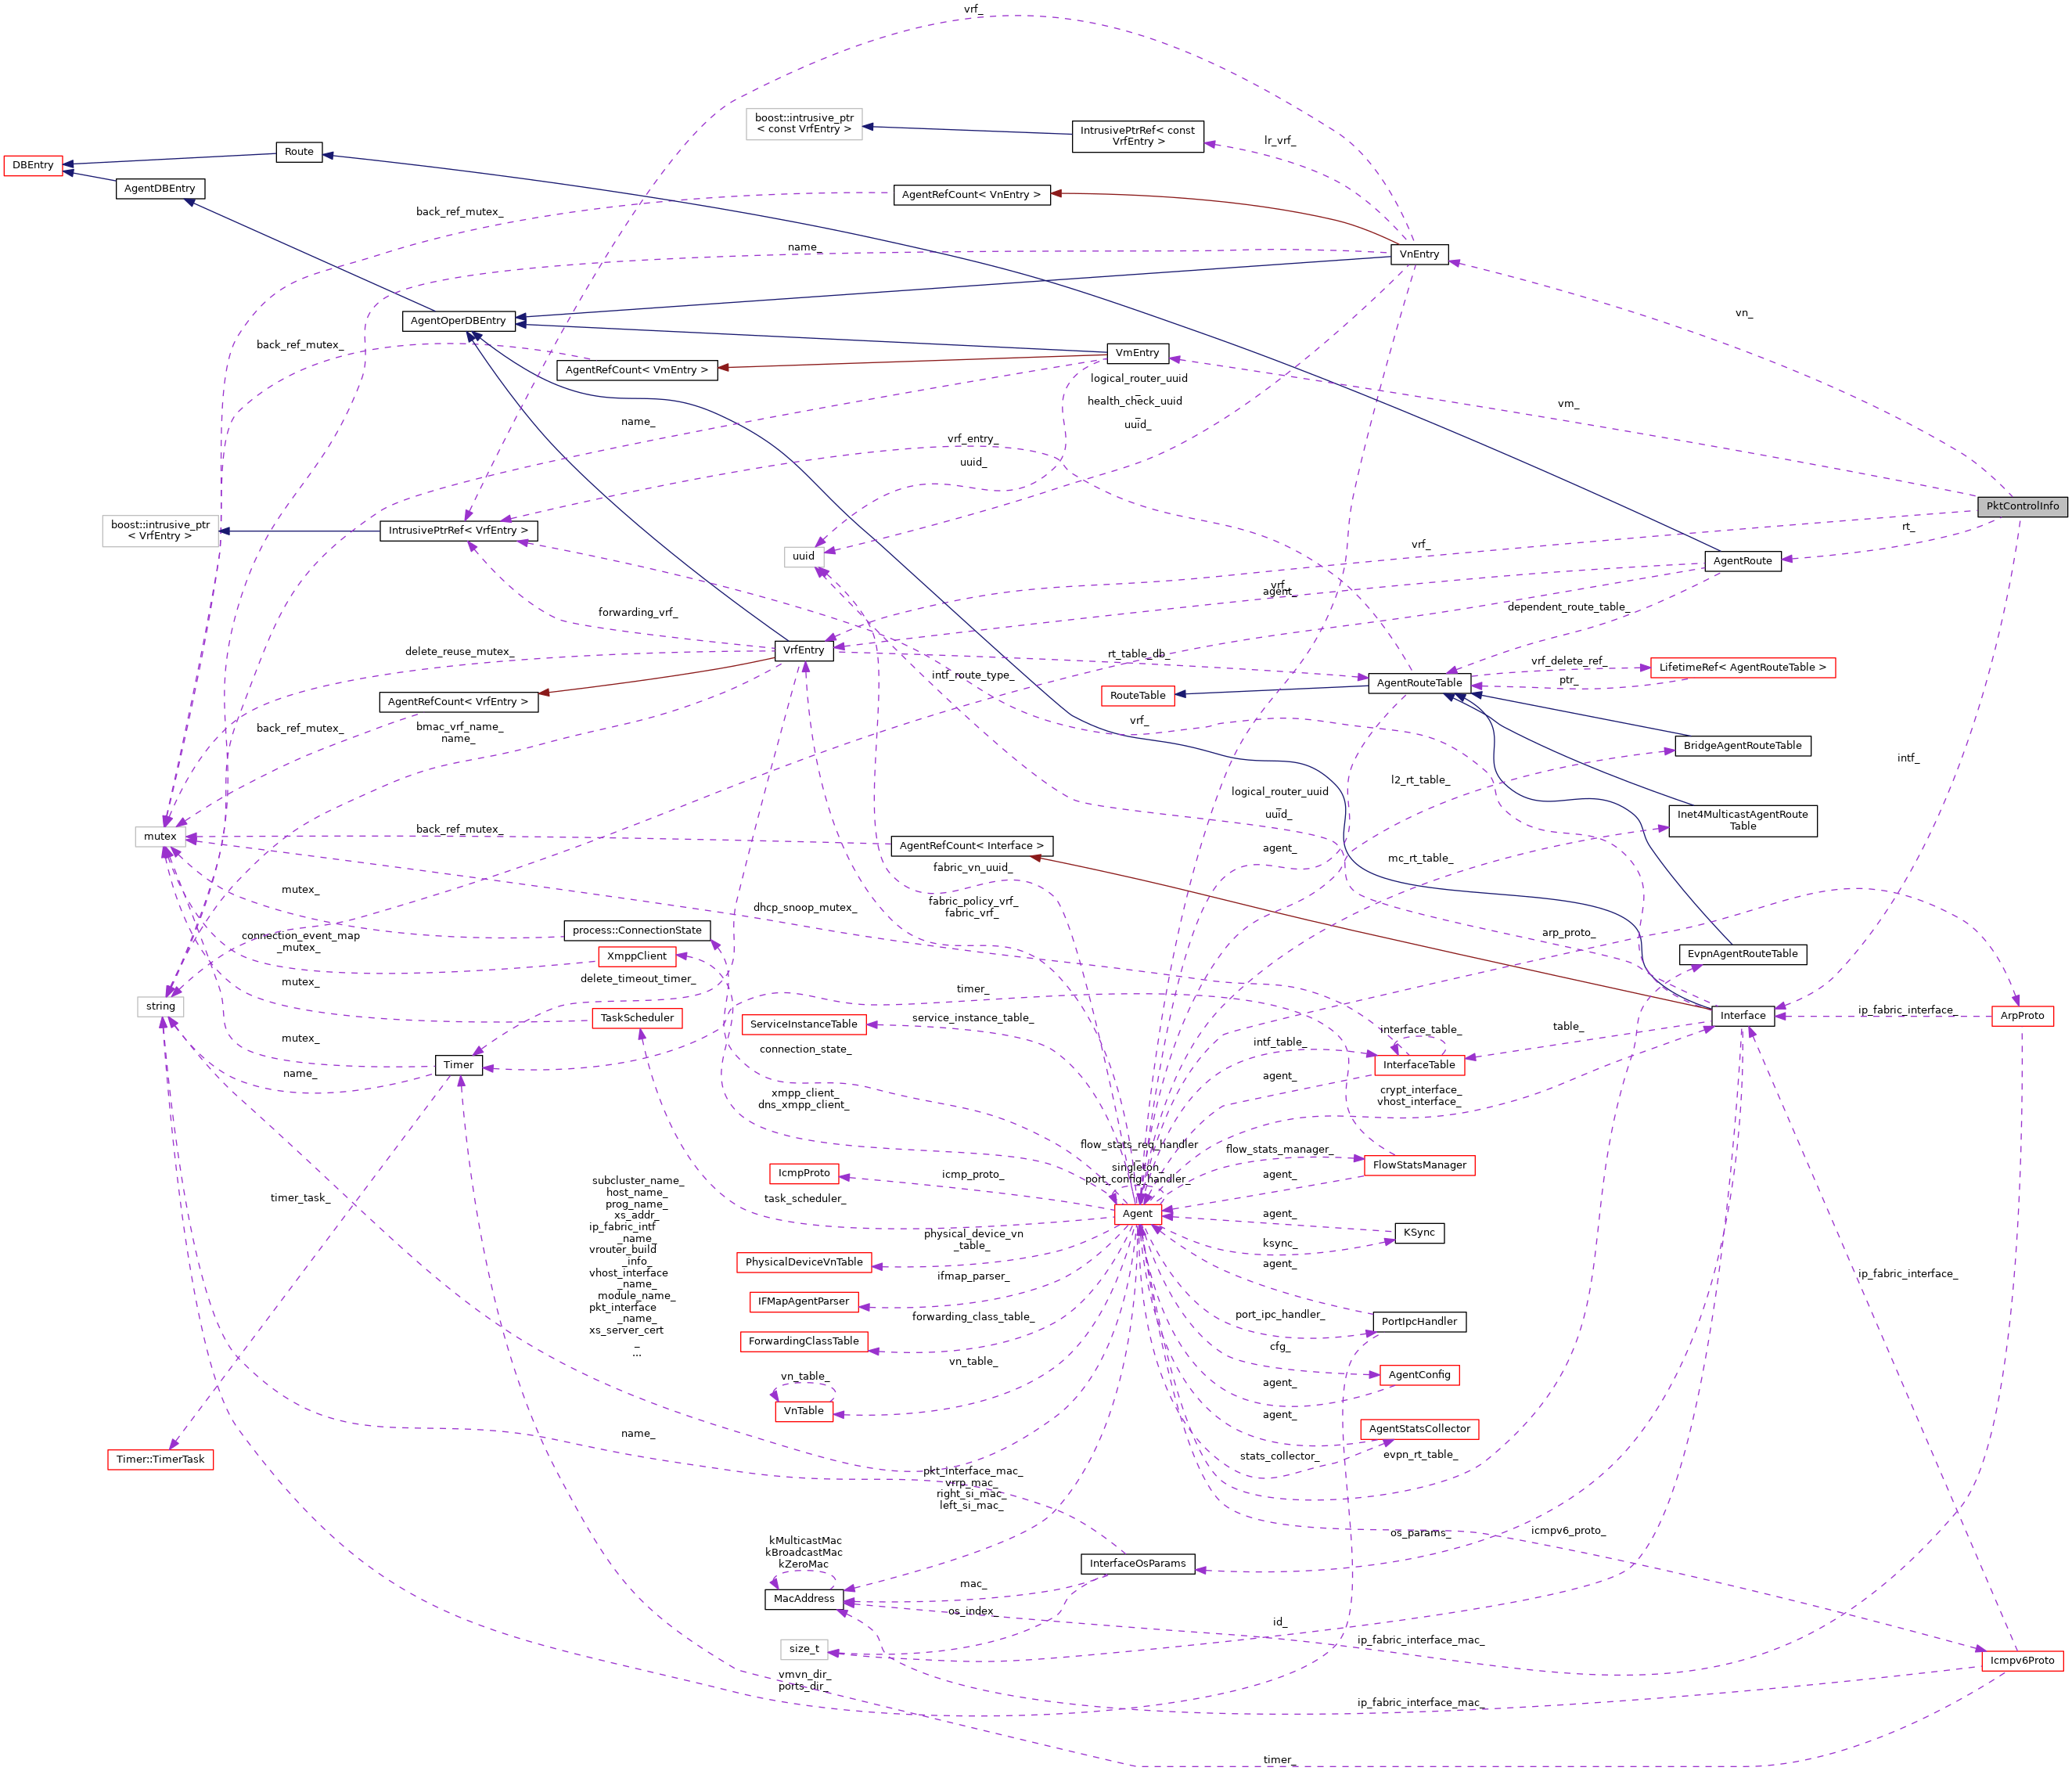 vrf_
boost::intrusive_ptr
< const VrfEntry >
IntrusivePtrRef< const
VrfEntry >
lr_vrf_
Route
DBEntry
AgentDBEntry
AgentRefCount< VnEntry >
back_ref_mutex_
name_
VnEntry
vn_
AgentOperDBEntry
back_ref_mutex_
VmEntry
AgentRefCount< VmEntry >
logical_router_uuid
_
health_check_uuid
_
uuid_
vm_
name_
vrf_entry_
uuid_
PktControlInfo
boost::intrusive_ptr
< VrfEntry >
IntrusivePtrRef< VrfEntry >
rt_
vrf_
uuid
AgentRoute
vrf_
agent_
dependent_route_table_
forwarding_vrf_
delete_reuse_mutex_
VrfEntry
rt_table_db_
vrf_delete_ref_
LifetimeRef< AgentRouteTable >
ptr_
intf_route_type_
AgentRouteTable
RouteTable
AgentRefCount< VrfEntry >
back_ref_mutex_
bmac_vrf_name_
name_
vrf_
BridgeAgentRouteTable
intf_
l2_rt_table_
logical_router_uuid
_
uuid_
Inet4MulticastAgentRoute
Table
mutex
back_ref_mutex_
AgentRefCount< Interface >
agent_
mc_rt_table_
fabric_vn_uuid_
mutex_
dhcp_snoop_mutex_
fabric_policy_vrf_
fabric_vrf_
process::ConnectionState
connection_event_map
_mutex_
XmppClient
arp_proto_
EvpnAgentRouteTable
mutex_
delete_timeout_timer_
timer_
string
TaskScheduler
ServiceInstanceTable
service_instance_table_
Interface
ip_fabric_interface_
ArpProto
table_
interface_table_
mutex_
connection_state_
intf_table_
InterfaceTable
Timer
name_
agent_
xmpp_client_
dns_xmpp_client_
crypt_interface_
vhost_interface_
flow_stats_req_handler
_
singleton_
port_config_handler_
flow_stats_manager_
FlowStatsManager
IcmpProto
icmp_proto_
agent_
subcluster_name_
host_name_
prog_name_
xs_addr_
ip_fabric_intf
_name_
vrouter_build
_info_
vhost_interface
_name_
module_name_
pkt_interface
_name_
xs_server_cert
_
...
timer_task_
task_scheduler_
Agent
agent_
KSync
physical_device_vn
_table_
ksync_
PhysicalDeviceVnTable
agent_
ifmap_parser_
ip_fabric_interface_
IFMapAgentParser
forwarding_class_table_
port_ipc_handler_
PortIpcHandler
ForwardingClassTable
cfg_
vn_table_
vn_table_
AgentConfig
agent_
VnTable
agent_
AgentStatsCollector
name_
Timer::TimerTask
stats_collector_
evpn_rt_table_
pkt_interface_mac_
vrrp_mac_
right_si_mac_
left_si_mac_
os_params_
icmpv6_proto_
kMulticastMac
kBroadcastMac
kZeroMac
InterfaceOsParams
mac_
MacAddress
os_index_
id_
size_t
ip_fabric_interface_mac_
Icmpv6Proto
vmvn_dir_
ports_dir_
ip_fabric_interface_mac_
timer_